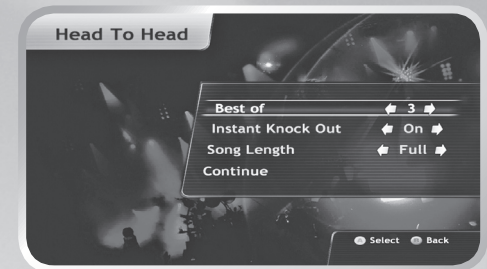 Head To Head
Best of 3
Instant Knock Out On
Song Length Full
Continue
Select Back